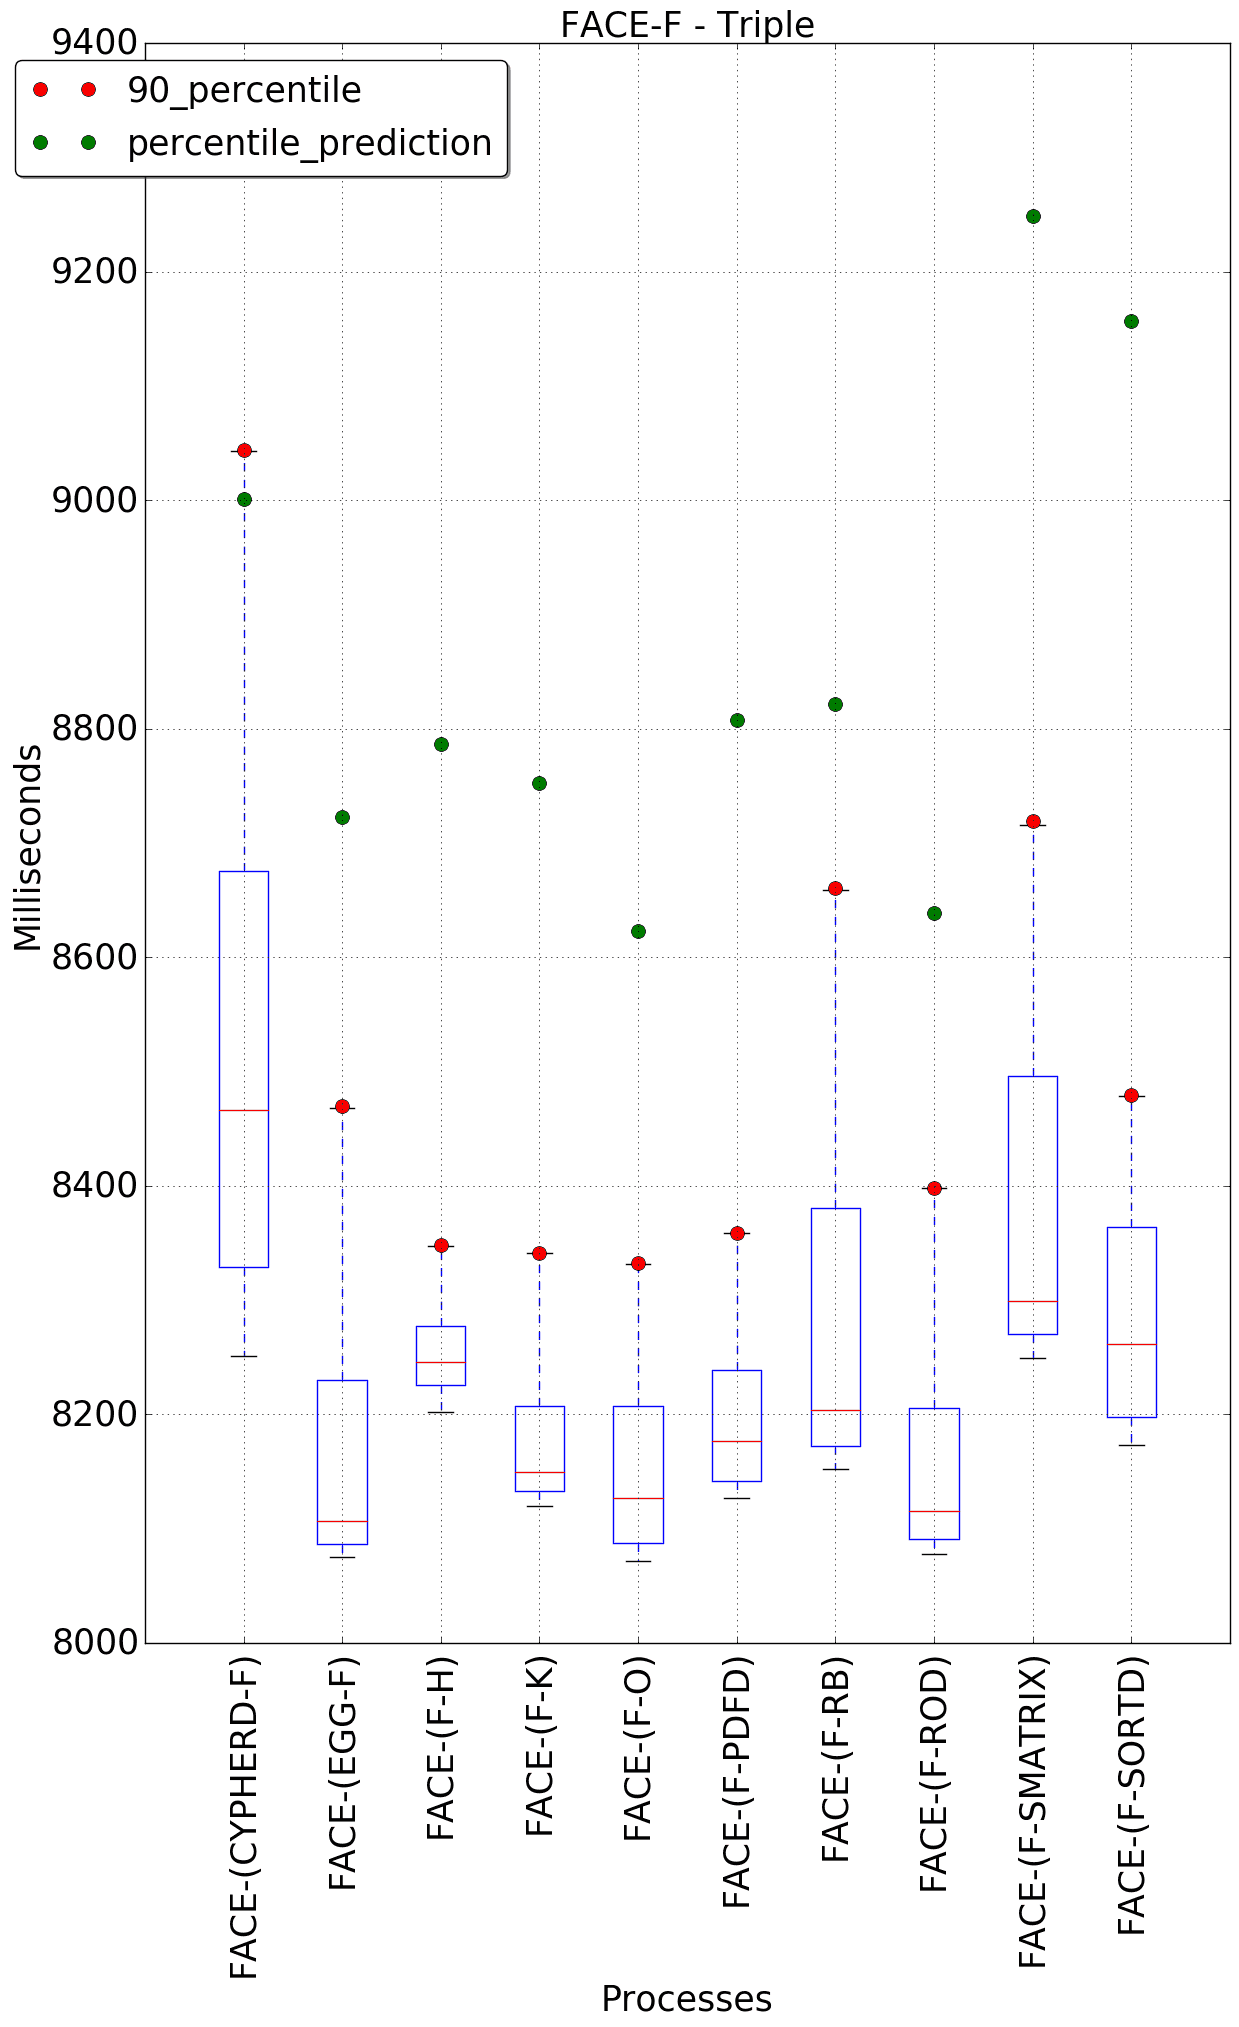 FACE-F - Triple
9400
90_percentile
percentile_prediction
9200
9000
8800
8600
8400
8200
8000
Milliseconds
FACE-(CYPHERD-F)
FACE-(EGG-F)
FACE-(F-H)
FACE-(F-K)
FACE-(F-O)
FACE-(F-PDFD)
FACE-(F-RB)
FACE-(F-ROD)
FACE-(F-SMATRIX)
FACE-(F-SORTD)
Processes